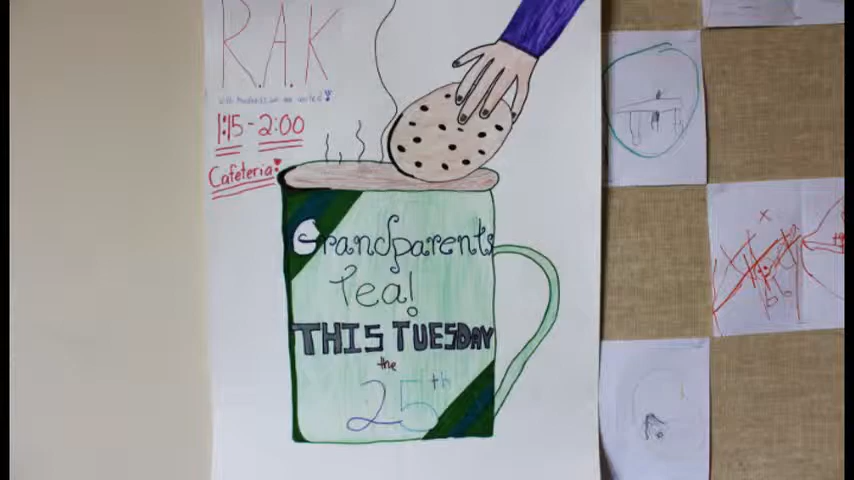 R.A.K
1:15 - 2:00
Cafeteria!
Grandparents
Tea!
THIS TUESDAY
the
25th